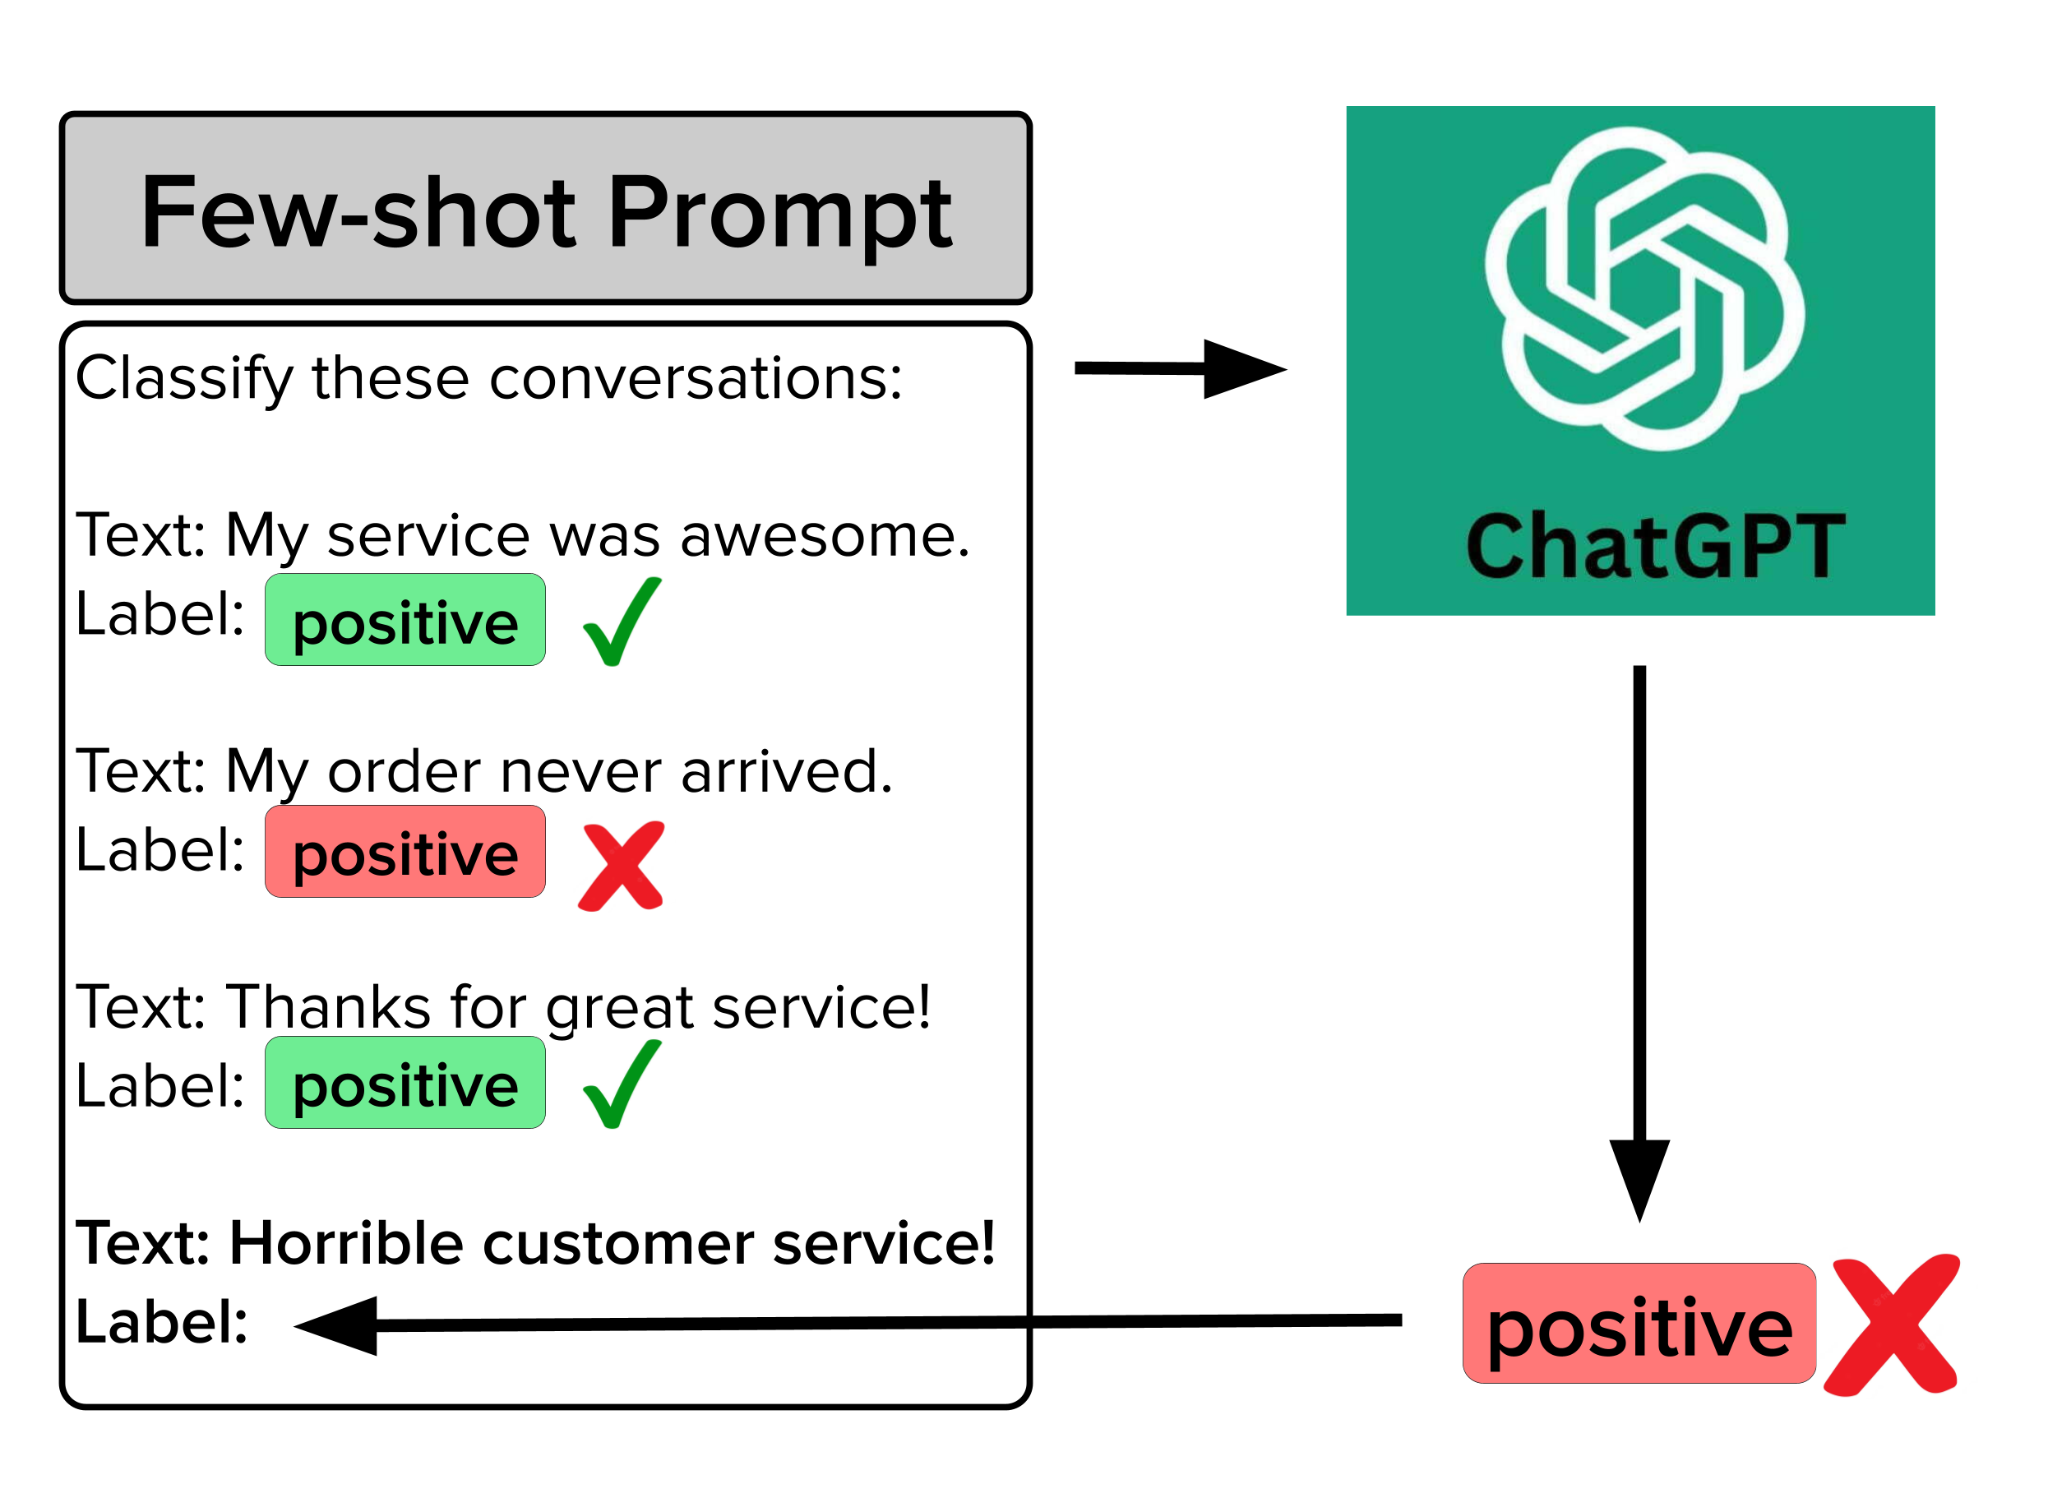 Few-shot Prompt
Classify these conversations:
Text: My service was awesome.
Label: positive
Text: My order never arrived.
Label: positive
Text: Thanks for great service!
Label: positive
Text: Horrible customer service!
Label:
ChatGPT
positive